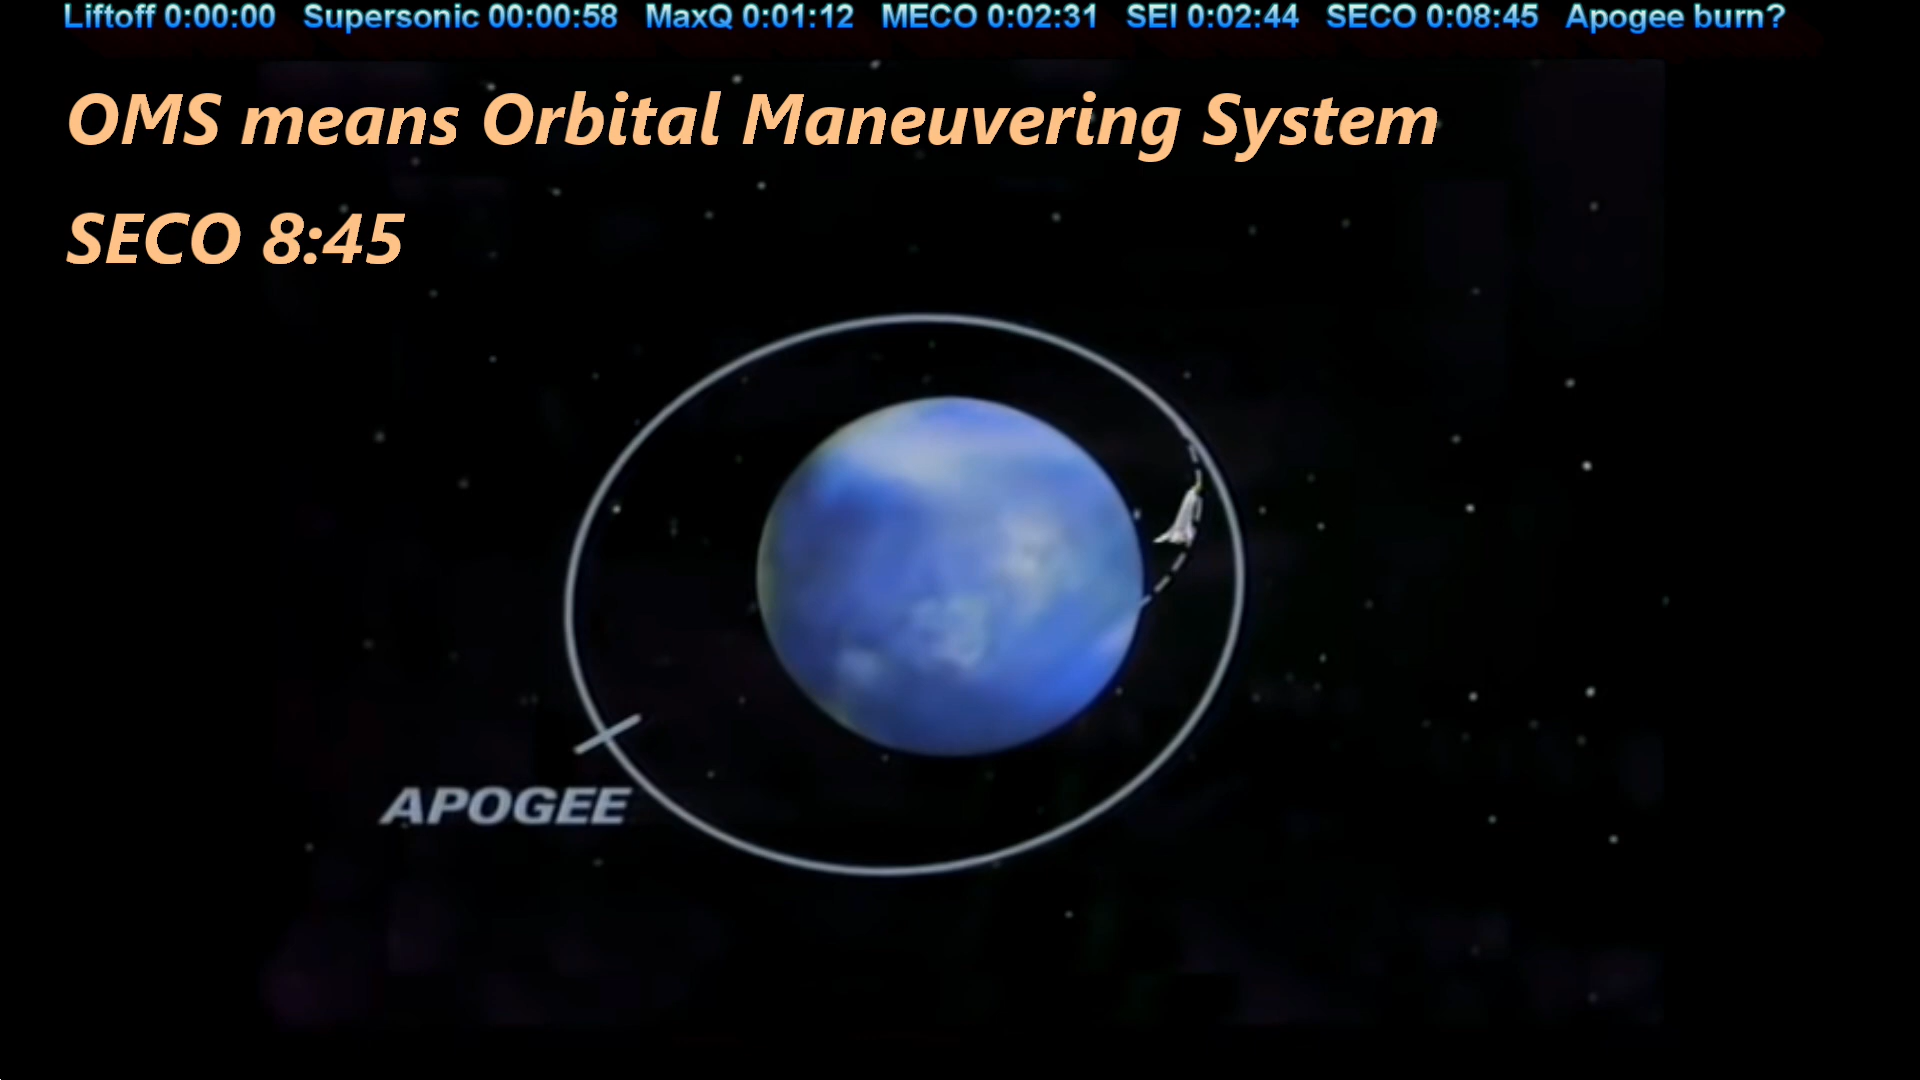 Liftoff 0:00:00 Supersonic 00:00:58 MaxQ 0:01:12 MECO 0:02:31 SEI 0:02:44 SECO 0:08:45 Apogee burn?
OMS means Orbital Maneuvering System
SECO 8:45
APOGEE